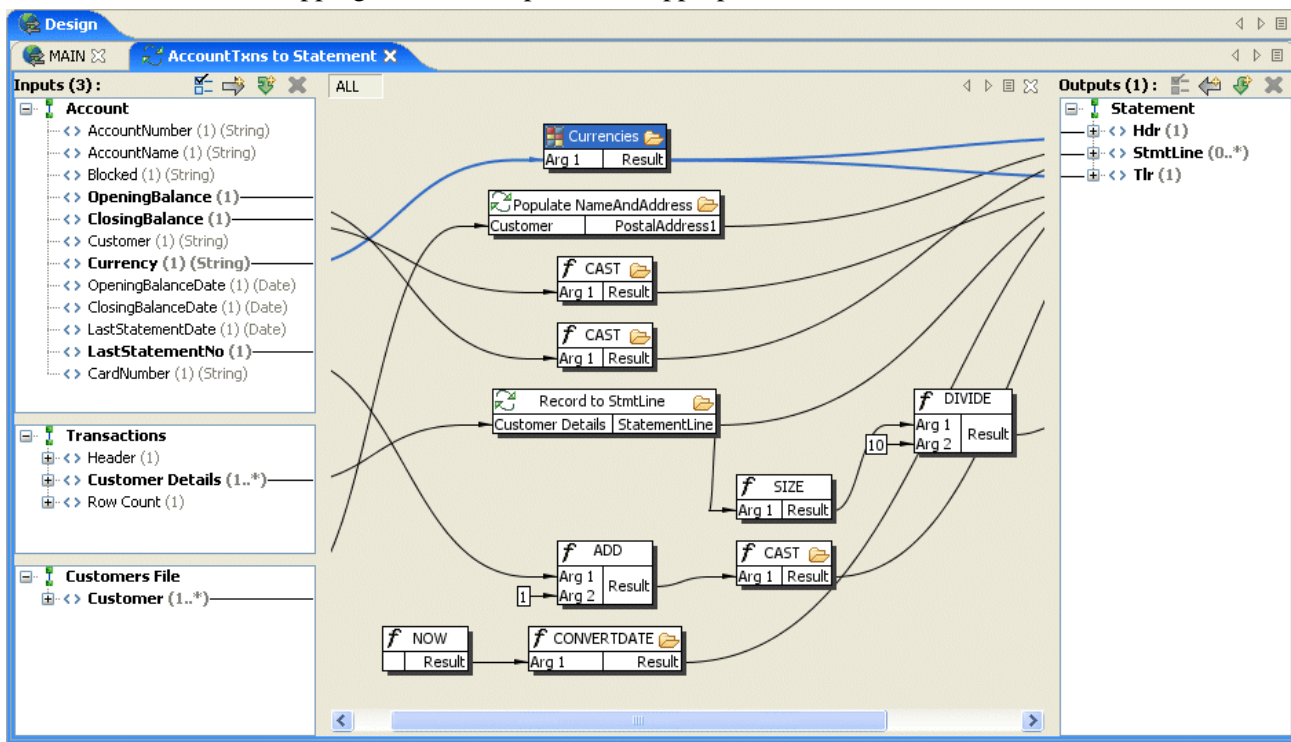 pping
ppp
Design
MAIN
AccountTxns to Statement
Inputs (3) :
Account
AccountNumber (1) (String)
AccountName (1) (String)
Blocked (1) (String)
OpeningBalance (1)
ClosingBalance (1)
Customer (1) (String)
Currency (1) (String)
OpeningBalanceDate (1) (Date)
ClosingBalanceDate (1) (Date)
LastStatementDate (1) (Date)
LastStatementNo (1)
CardNumber (1) (String)
Transactions
Header (1)
Customer Details (1..*)
Row Count (1)
Customers File
Customer (1..*)
ALL
Currencies
Arg 1 Result
Populate NameAndAddress
Customer PostalAddress1
f CAST
Arg 1 Result
f CAST
Arg 1 Result
Record to StmtLine
Customer Details StatementLine
f DIVIDE
Arg 1
10 Arg 2
Result
f SIZE
Arg 1 Result
f ADD
Arg 1
1 Arg 2
Result
f CAST
Arg 1 Result
f NOW
Result
f CONVERTDATE
Arg 1 Result
Outputs (1) :
Statement
Hdr (1)
StmtLine (0..*)
Tlr (1)